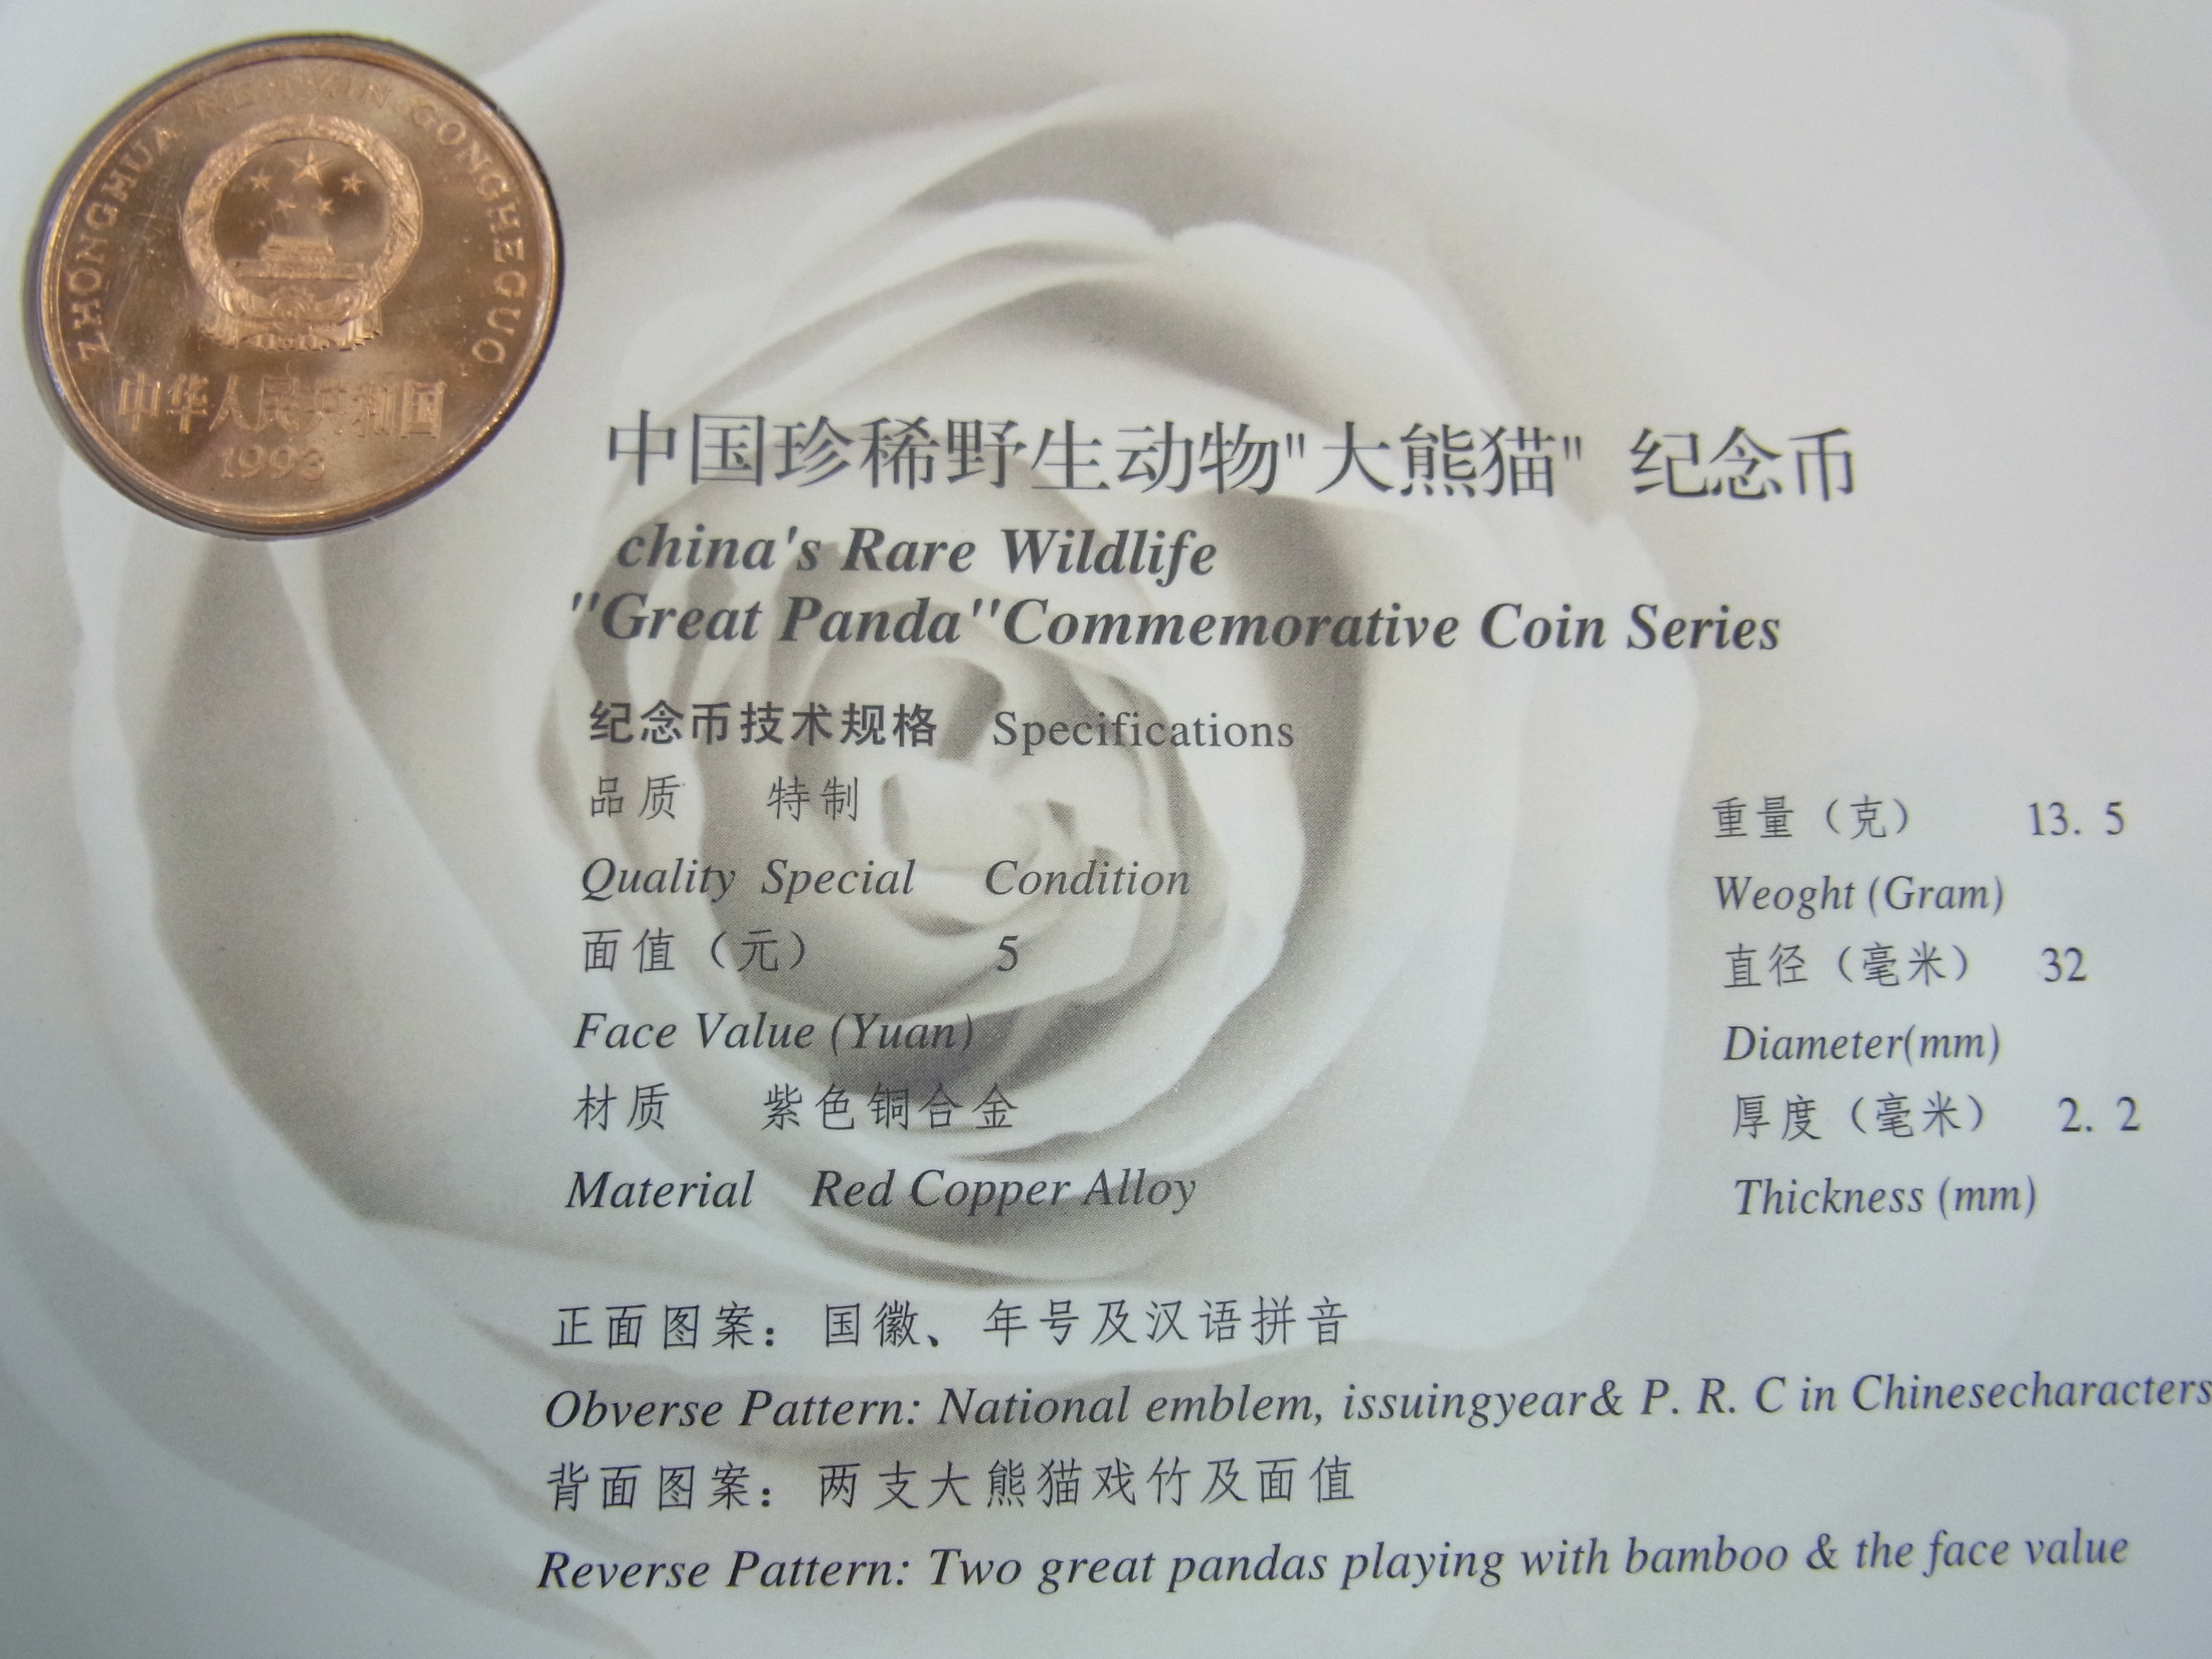 ZHONGHUA RENMIN GONGHEGUO
中华人民共和国
1993
中国珍稀野生动物"大熊猫" 纪念币
china's Rare Wildlife
"Great Panda"Commemorative Coin Series
纪念币技术规格 Specifications
品质 特制
Quality Special Condition
面值（元） 5
Face Value (Yuan)
材质 紫色铜合金
Material Red Copper Alloy
重量（克） 13. 5
Weoght (Gram)
直径（毫米） 32
Diameter(mm)
厚度（毫米） 2. 2
Thickness (mm)
正面图案：国徽、年号及汉语拼音
Obverse Pattern: National emblem, issuingyear& P. R. C in Chinesecharacters
背面图案：两支大熊猫戏竹及面值
Reverse Pattern: Two great pandas playing with bamboo & the face value